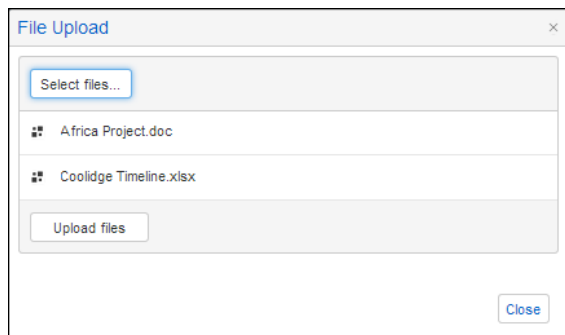 File Upload
Select files...
Africa Project.doc
Coolidge Timeline.xlsx
Upload files
Close